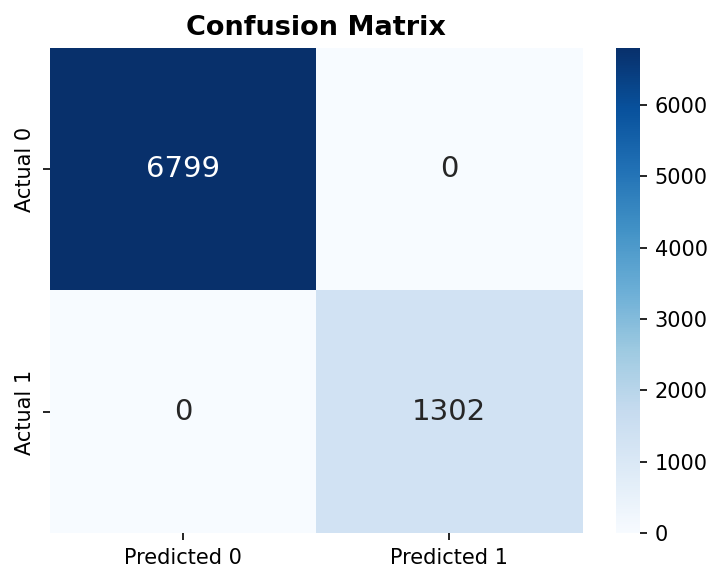 Confusion Matrix
Actual 0
6799
0
6000
5000
4000
3000
2000
1000
0
Actual 1
0
1302
Predicted 0
Predicted 1